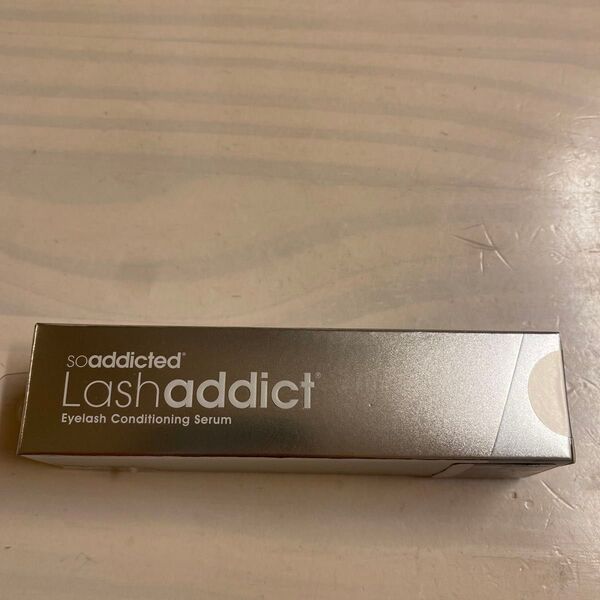 soaddicted®
Lashaddict®
Eyelash Conditioning Serum